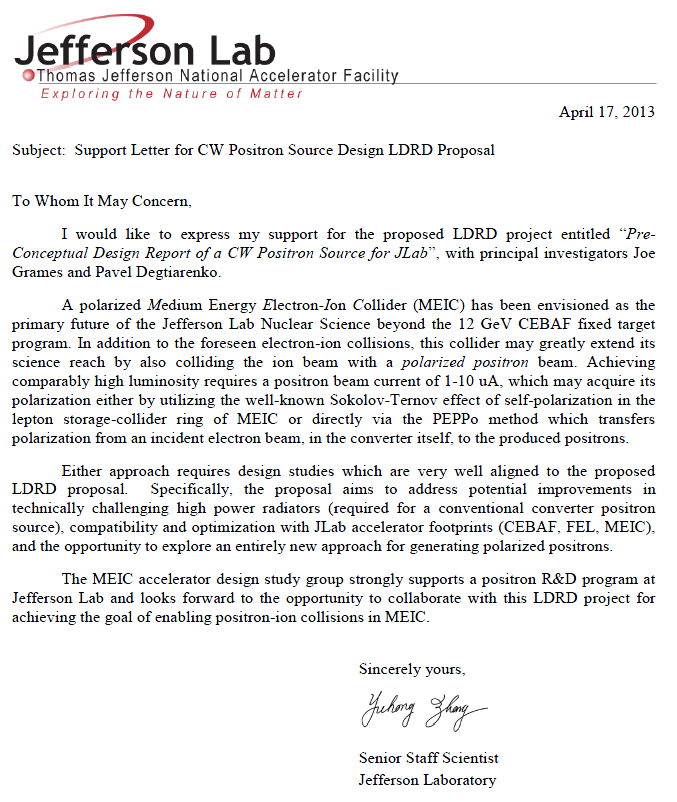 Jefferson Lab
Thomas Jefferson National Accelerator Facility
Exploring the Nature of Matter
April 17, 2013
Subject:  Support Letter for CW Positron Source Design LDRD Proposal
To Whom It May Concern,
I would like to express my support for the proposed LDRD project entitled “Pre-
Conceptual Design Report of a CW Positron Source for JLab”, with principal investigators Joe
Grames and Pavel Degtiarenko.
A polarized Medium Energy Electron-Ion Collider (MEIC) has been envisioned as the
primary future of the Jefferson Lab Nuclear Science beyond the 12 GeV CEBAF fixed target
program. In addition to the foreseen electron-ion collisions, this collider may greatly extend its
science reach by also colliding the ion beam with a polarized positron beam. Achieving
comparably high luminosity requires a positron beam current of 1-10 uA, which may acquire its
polarization either by utilizing the well-known Sokolov-Ternov effect of self-polarization in the
lepton storage-collider ring of MEIC or directly via the PEPPo method which transfers
polarization from an incident electron beam, in the converter itself, to the produced positrons.
Either approach requires design studies which are very well aligned to the proposed
LDRD proposal.  Specifically, the proposal aims to address potential improvements in
technically challenging high power radiators (required for a conventional converter positron
source), compatibility and optimization with JLab accelerator footprints (CEBAF, FEL, MEIC),
and the opportunity to explore an entirely new approach for generating polarized positrons.
The MEIC accelerator design study group strongly supports a positron R&D program at
Jefferson Lab and looks forward to the opportunity to collaborate with this LDRD project for
achieving the goal of enabling positron-ion collisions in MEIC.
Sincerely yours,
Yuhong Zhang
Senior Staff Scientist
Jefferson Laboratory